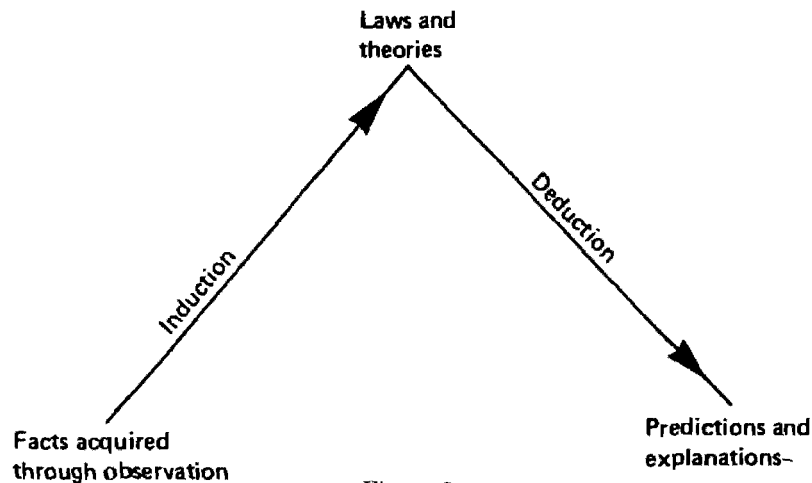 Laws and
theories
Induction
Deduction
Facts acquired
through observation
Predictions and
explanations-